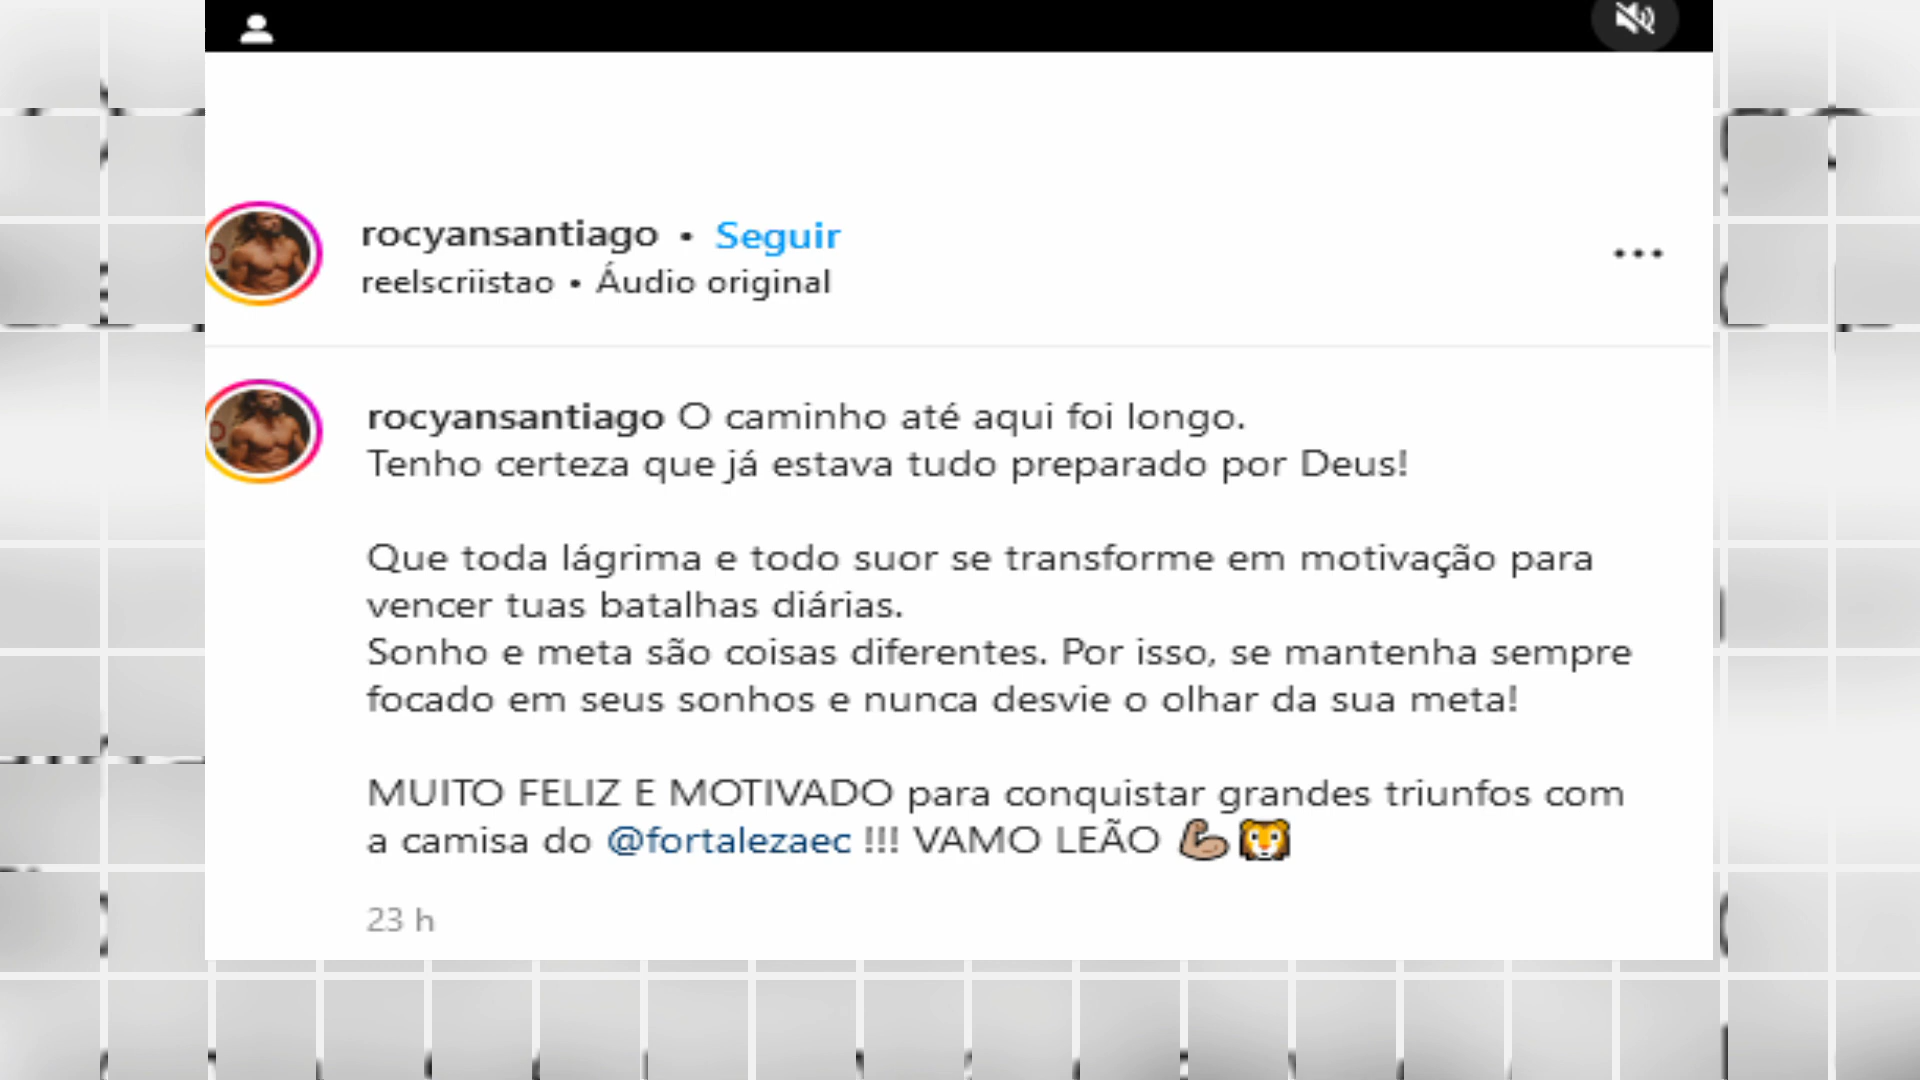 rocyansantiago • Seguir
reelscriistao • Áudio original
rocyansantiago O caminho até aqui foi longo.
Tenho certeza que já estava tudo preparado por Deus!
Que toda lágrima e todo suor se transforme em motivação para
vencer tuas batalhas diárias.
Sonho e meta são coisas diferentes. Por isso, se mantenha sempre
focado em seus sonhos e nunca desvie o olhar da sua meta!
MUITO FELIZ E MOTIVADO para conquistar grandes triunfos com
a camisa do @fortalezaec !!! VAMO LEÃO 💪🏽🐯
23 h